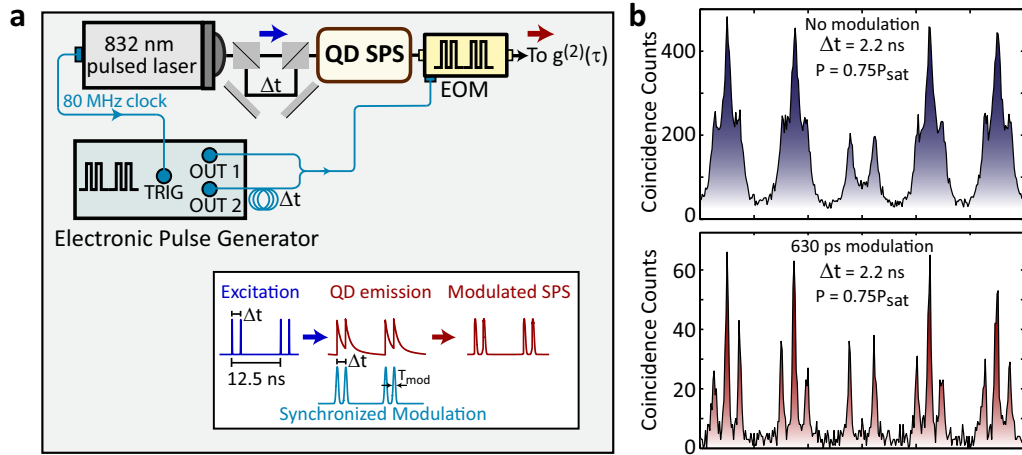 a
832 nm
pulsed laser
Δt
QD SPS
EOM
To g⁽²⁾(τ)
80 MHz clock
TRIG
OUT 1
OUT 2
Δt
Electronic Pulse Generator
Excitation
QD emission
Modulated SPS
Δt
12.5 ns
Δt
Tmod
Synchronized Modulation
b
No modulation
Δt = 2.2 ns
P = 0.75Psat
Coincidence Counts
400
200
0
630 ps modulation
Δt = 2.2 ns
P = 0.75Psat
Coincidence Counts
60
40
20
0